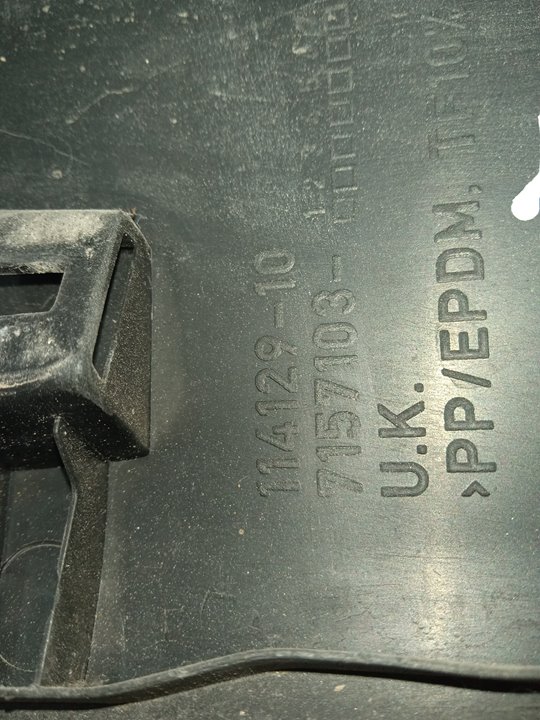 114129-10
7157103-
U.K.
>PP/EPDM, TF10%